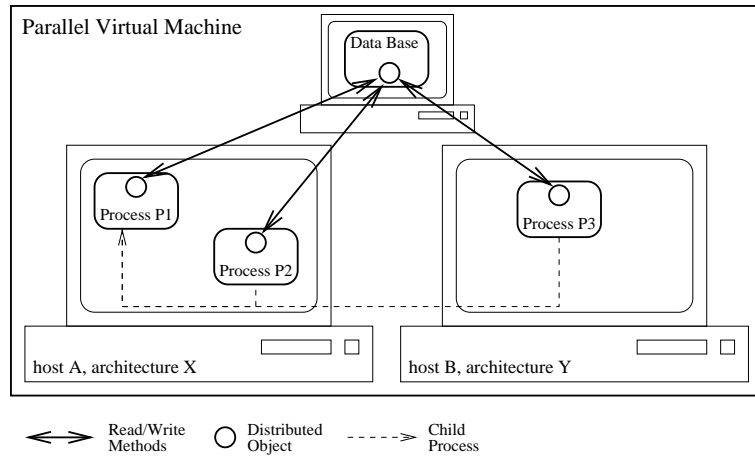 Parallel Virtual Machine
Data Base
Process P1
Process P2
Process P3
host A, architecture X
host B, architecture Y
Read/Write
Methods
Distributed
Object
Child
Process